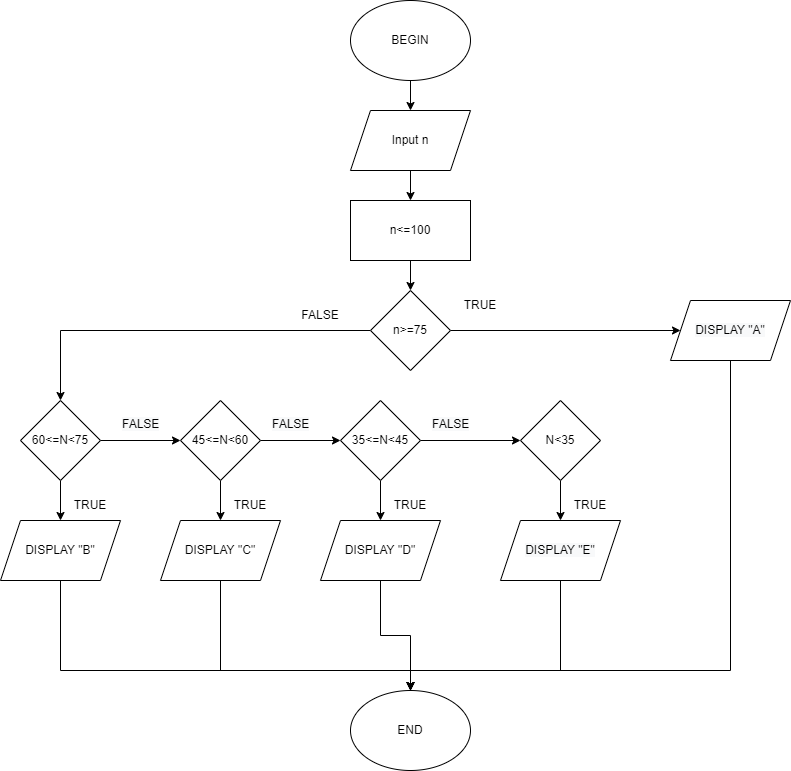 BEGIN
Input n
n<=100
FALSE
TRUE
n>=75
DISPLAY "A"
60<=N<75
FALSE
45<=N<60
FALSE
35<=N<45
FALSE
N<35
TRUE
TRUE
TRUE
TRUE
DISPLAY "B"
DISPLAY "C"
DISPLAY "D"
DISPLAY "E"
END